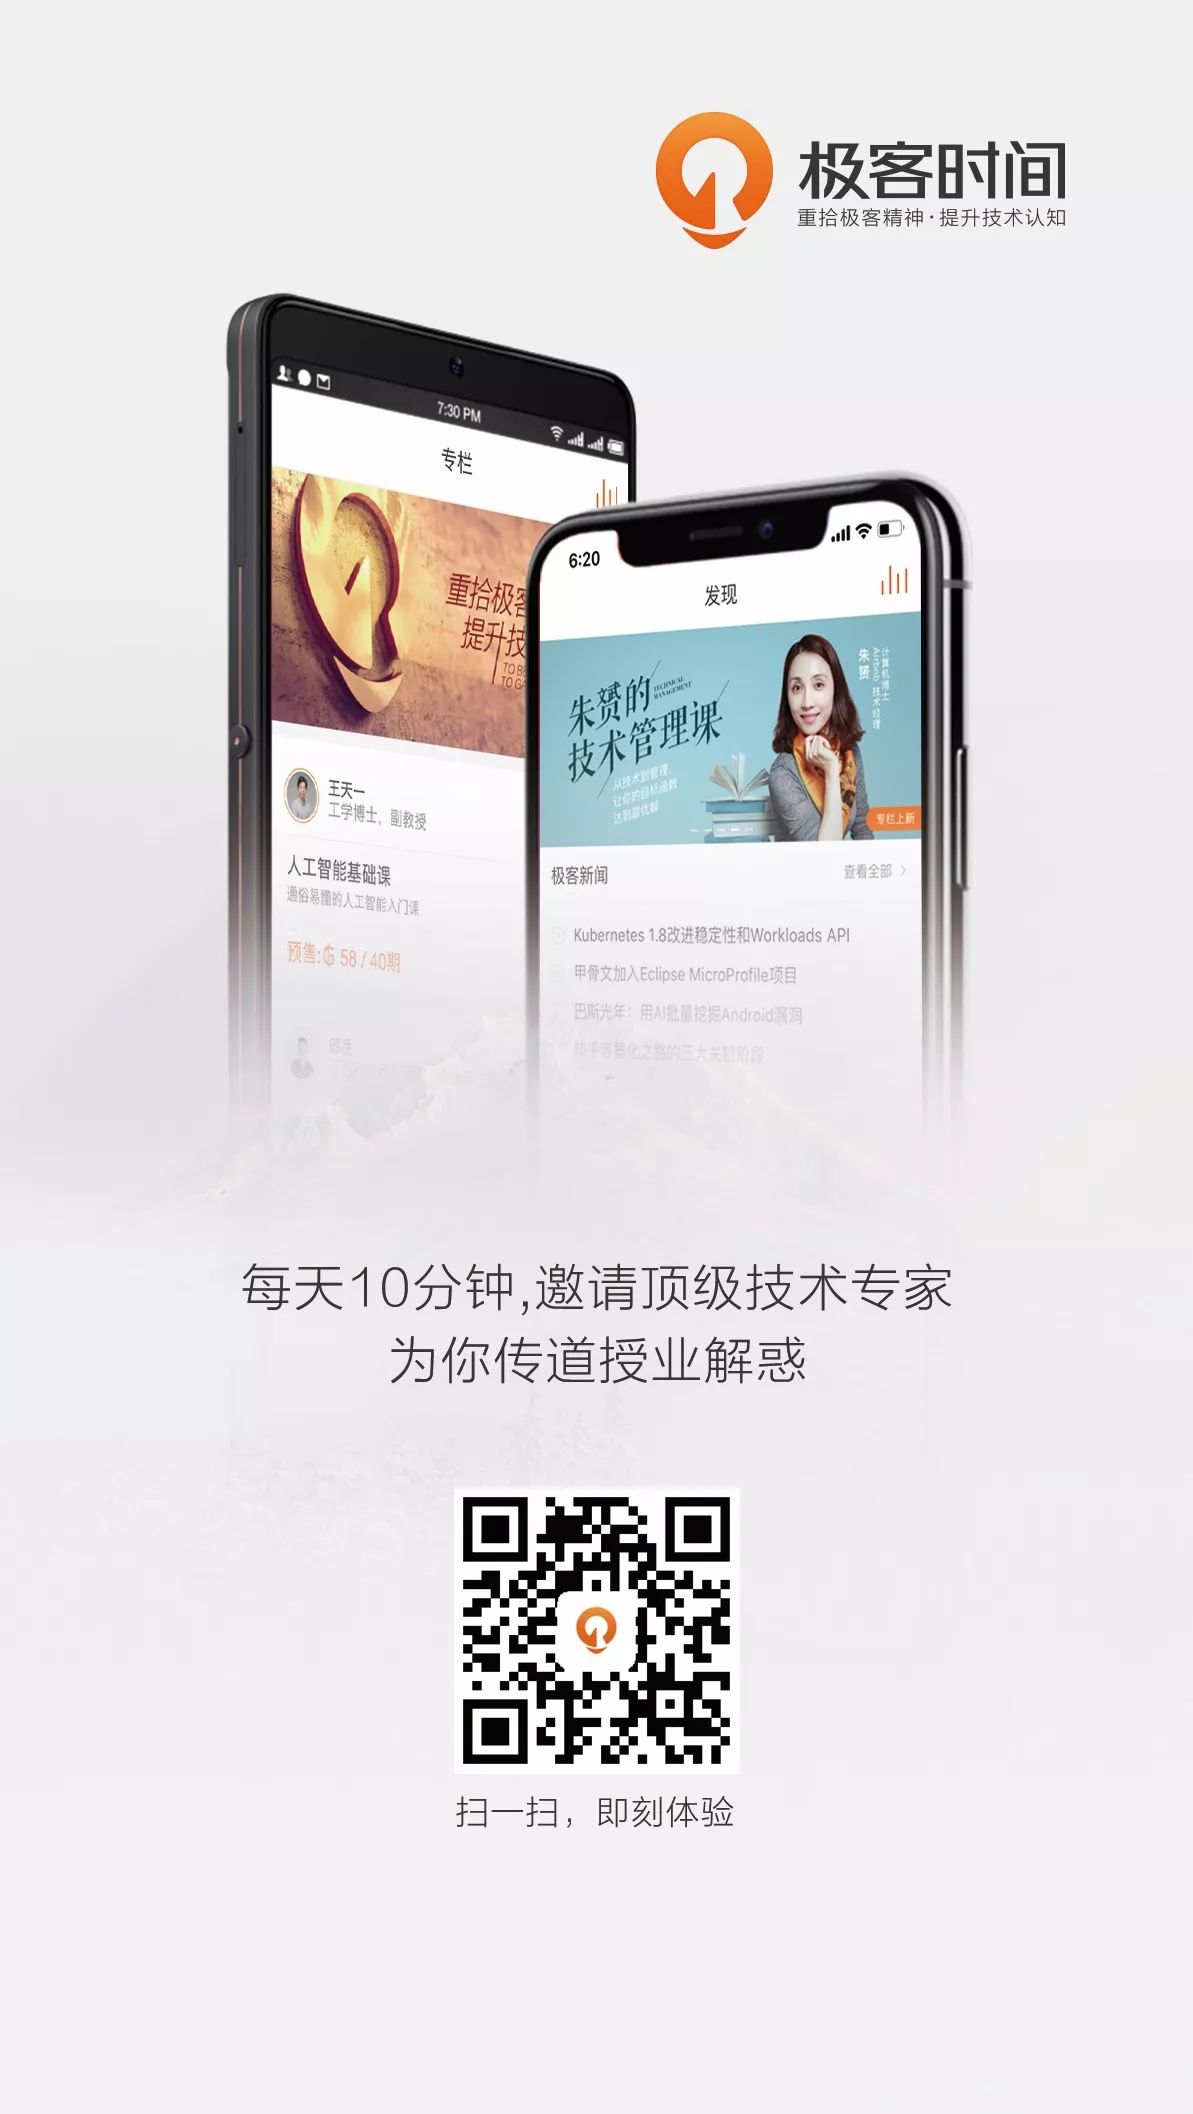 极客时间
重拾极客精神·提升技术认知
7:30 PM
专栏
重拾极客
提升技
TO BE
TO GA
王天一
工学博士，副教授
人工智能基础课
通俗易懂的人工智能入门课
预售: 58 / 40期
邱岳
6:20
发现
朱赟的
技术管理课
TECHNICAL
MANAGEMENT
从技术到管理，
让你的目标函数
达到最优解
朱赟
计算机博士
Airbnb 技术经理
专栏上新
极客新闻
查看全部
Kubernetes 1.8改进稳定性和Workloads API
甲骨文加入Eclipse MicroProfile项目
巴斯光年：用AI批量挖掘Android漏洞
知乎容器化之路的三大关键阶段
每天10分钟,邀请顶级技术专家
为你传道授业解惑
扫一扫，即刻体验